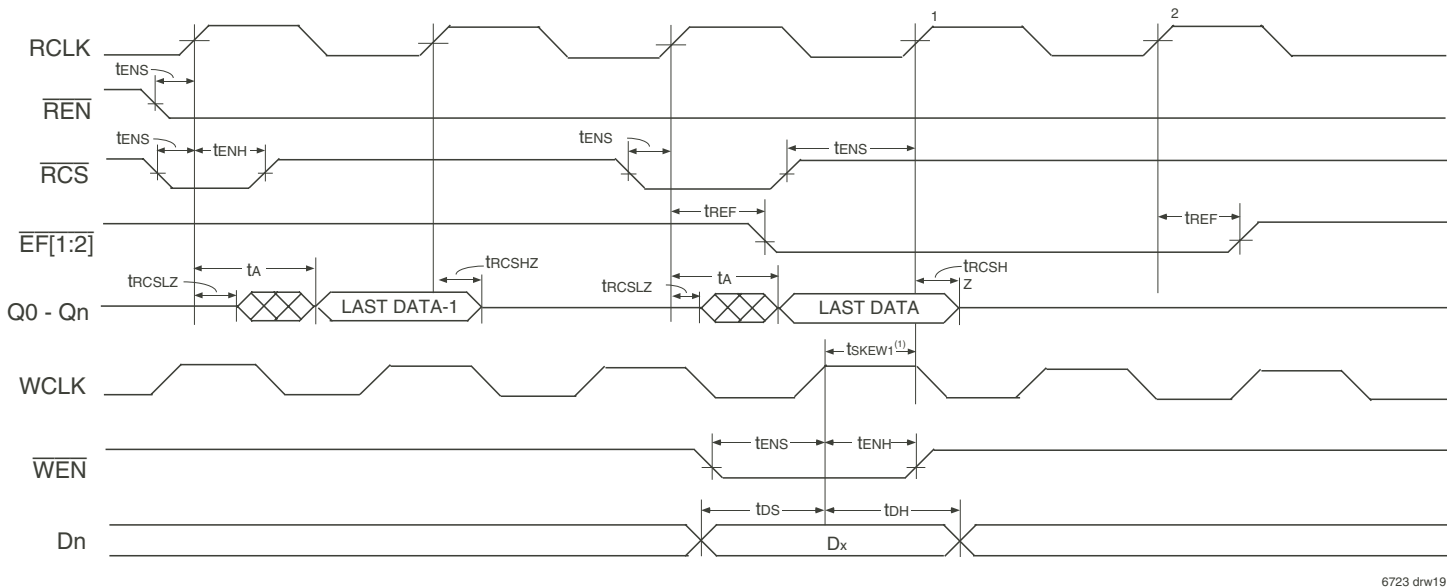 1 2
RCLK
tENS
REN
tENS tENH tENS tENS
RCS
tREF tREF
EF[1:2]
tRCSLZ tA tRCSHZ tRCSLZ tA tRCSH
Z
Q0 - Qn LAST DATA-1 LAST DATA
tSKEW1(1)
WCLK
tENS tENH
WEN
tDS tDH
Dn Dx
6723 drw19